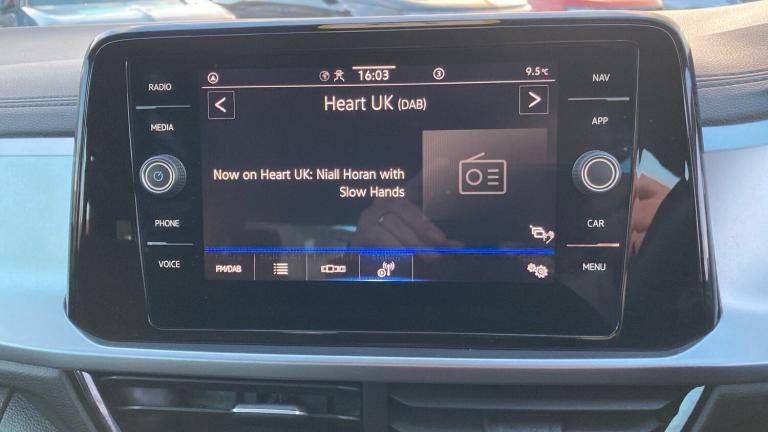 16:03
3
9.5°C
RADIO
MEDIA
PHONE
VOICE
< Heart UK (DAB) >
Now on Heart UK: Niall Horan with
Slow Hands
FM/DAB
NAV
APP
CAR
MENU